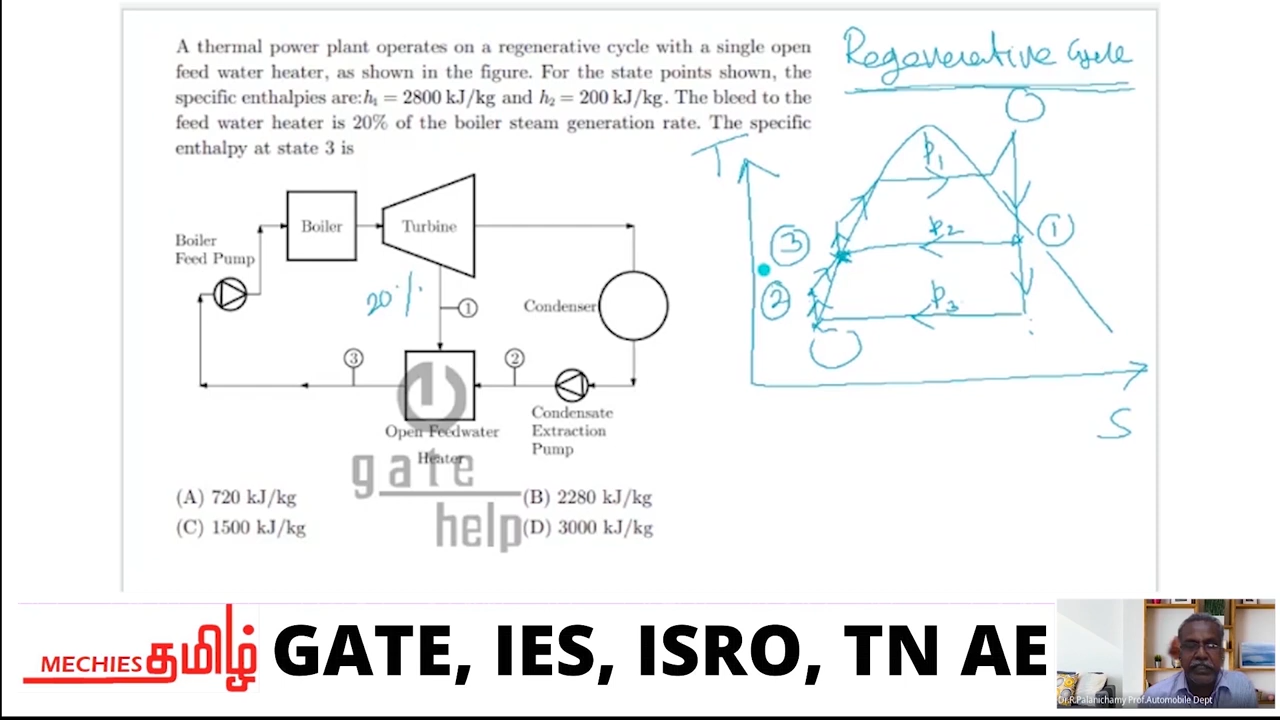 A thermal power plant operates on a regenerative cycle with a single open
feed water heater, as shown in the figure. For the state points shown, the
specific enthalpies are:h₁ = 2800 kJ/kg and h₂ = 200 kJ/kg. The bleed to the
feed water heater is 20% of the boiler steam generation rate. The specific
enthalpy at state 3 is
Regenerative Cycle
T
p₁
p₂
p₃
1
3
2
S
Boiler
Turbine
Boiler
Feed Pump
20%
1
Condenser
3
2
Condensate
Extraction
Pump
Open Feedwater
Heater
gate
help
(A) 720 kJ/kg
(B) 2280 kJ/kg
(C) 1500 kJ/kg
(D) 3000 kJ/kg
MECHIES தமிழ்
GATE, IES, ISRO, TN AE
Dr.R.Palanichamy Prof.Automobile Dept